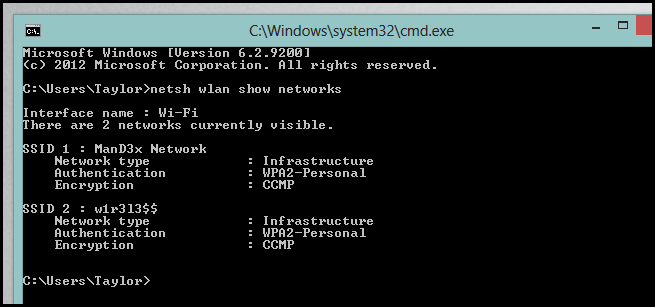 C:\Windows\system32\cmd.exe
Microsoft Windows [Version 6.2.9200]
(c) 2012 Microsoft Corporation. All rights reserved.
C:\Users\Taylor>netsh wlan show networks
Interface name : Wi-Fi
There are 2 networks currently visible.
SSID 1 : ManD3x Network
    Network type            : Infrastructure
    Authentication          : WPA2-Personal
    Encryption              : CCMP
SSID 2 : w1r3l3$$
    Network type            : Infrastructure
    Authentication          : WPA2-Personal
    Encryption              : CCMP
C:\Users\Taylor>